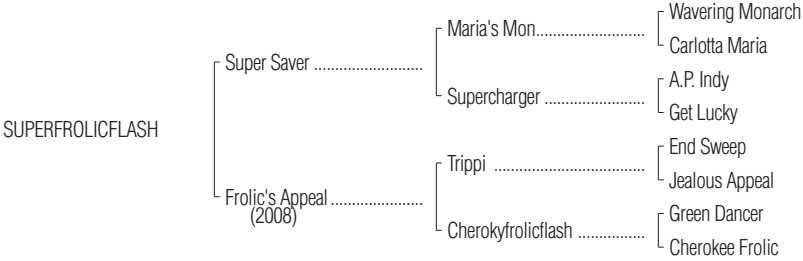 Wavering Monarch
Maria's Mon..........................
Carlotta Maria
Super Saver ..........................
A.P. Indy
Supercharger ........................
Get Lucky
SUPERFROLICFLASH
End Sweep
Trippi ....................................
Jealous Appeal
Frolic's Appeal ......................
(2008)
Green Dancer
Cherokyfrolicflash ................
Cherokee Frolic